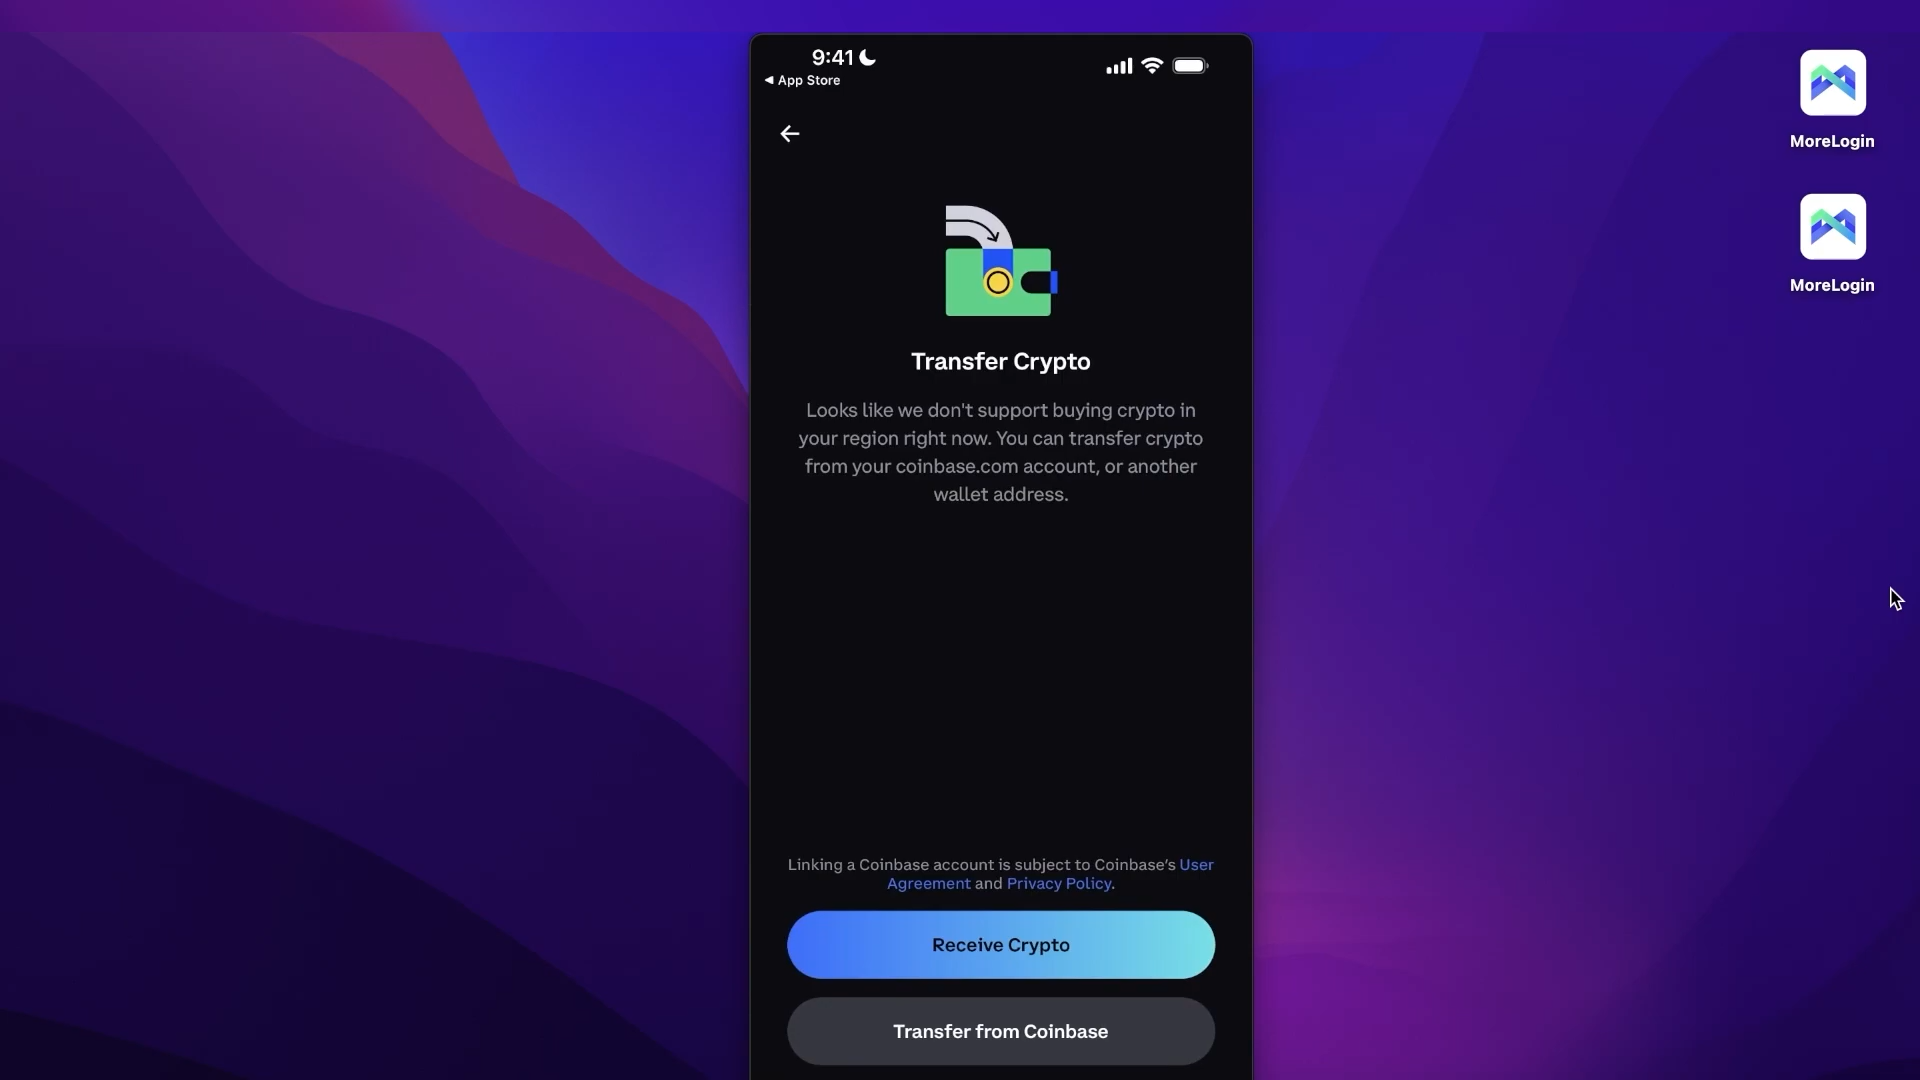 9:41
◀ App Store
MoreLogin
MoreLogin
Transfer Crypto
Looks like we don't support buying crypto in
your region right now. You can transfer crypto
from your coinbase.com account, or another
wallet address.
Linking a Coinbase account is subject to Coinbase’s User
Agreement and Privacy Policy.
Receive Crypto
Transfer from Coinbase